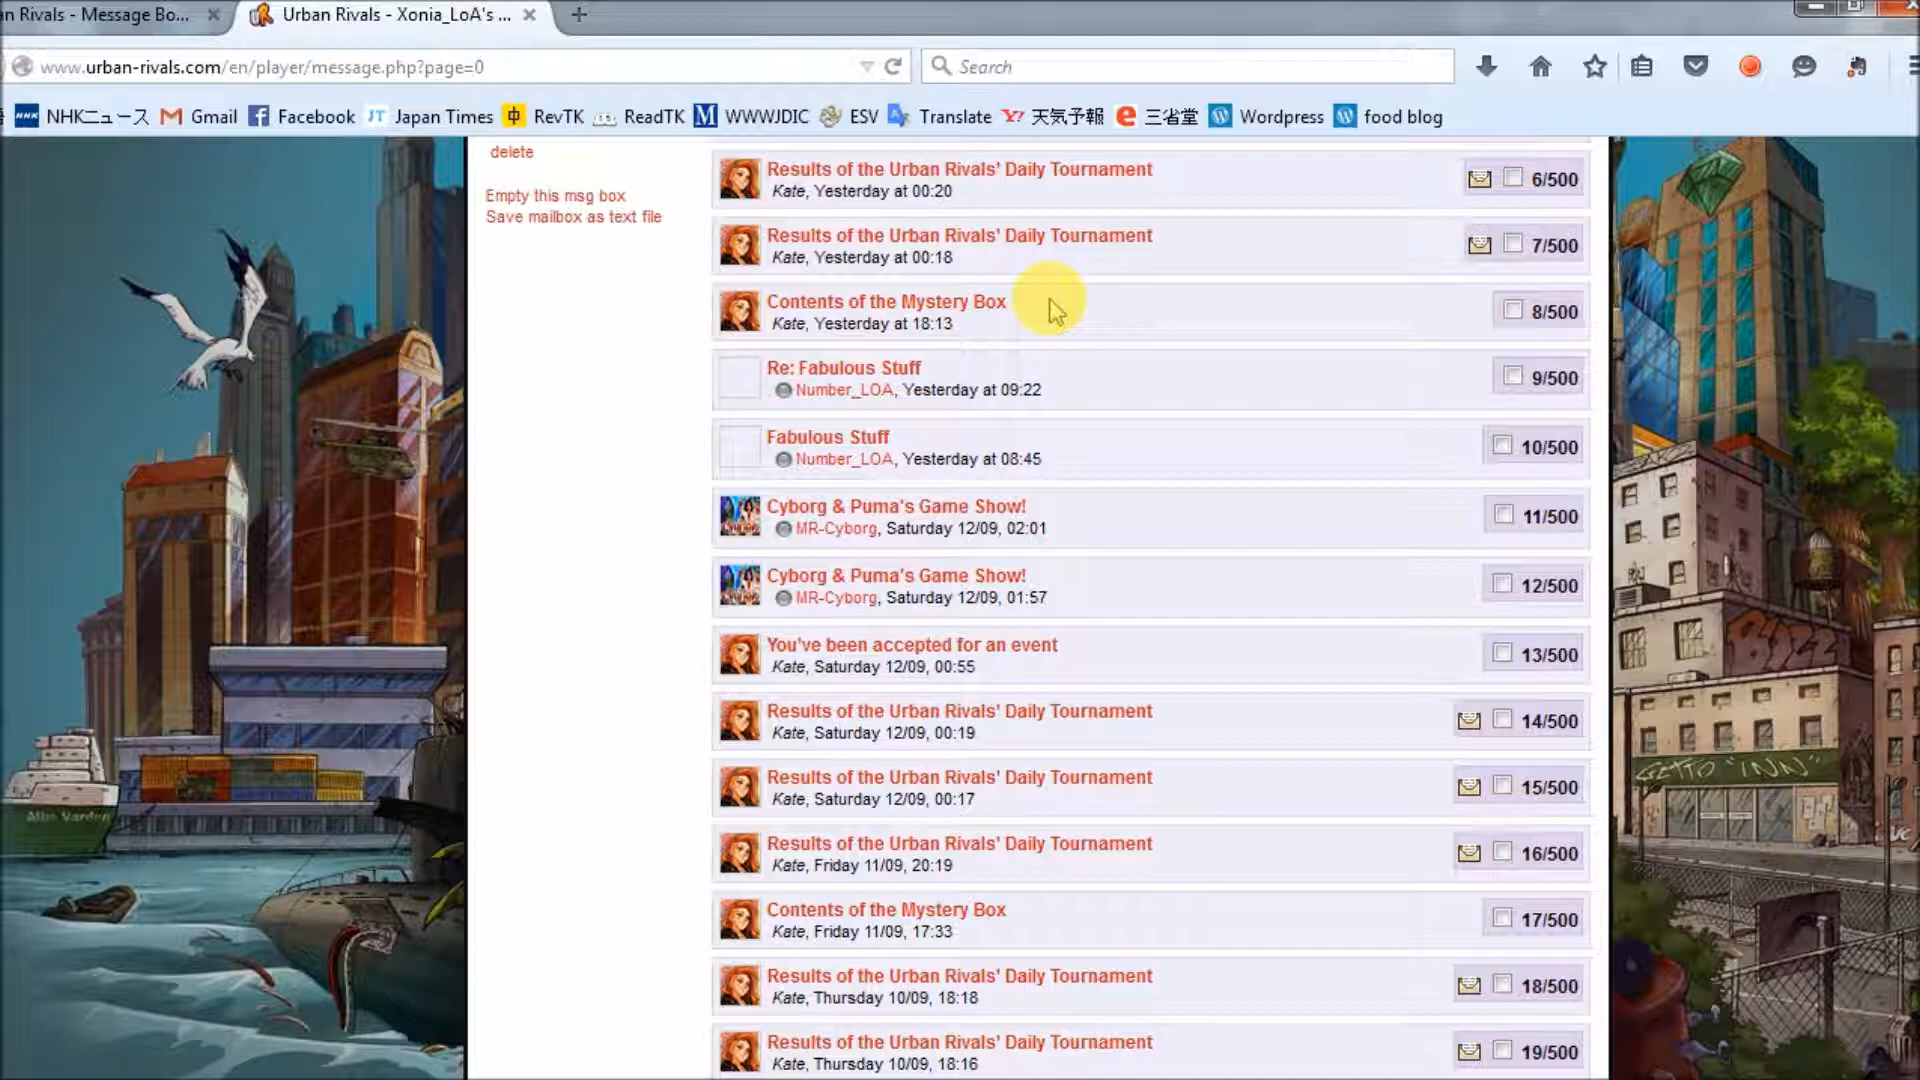 an Rivals - Message Bo...
Urban Rivals - Xonia_LoA's ...
www.urban-rivals.com/en/player/message.php?page=0
Search
NHKニュース
Gmail
Facebook
JT Japan Times
中 RevTK
ReadTK
M WWWJDIC
ESV
Translate
Y! 天気予報
e 三省堂
Wordpress
food blog
delete
Empty this msg box
Save mailbox as text file
Results of the Urban Rivals' Daily Tournament
Kate, Yesterday at 00:20
6/500
Results of the Urban Rivals' Daily Tournament
Kate, Yesterday at 00:18
7/500
Contents of the Mystery Box
Kate, Yesterday at 18:13
8/500
Re: Fabulous Stuff
Number_LOA, Yesterday at 09:22
9/500
Fabulous Stuff
Number_LOA, Yesterday at 08:45
10/500
Cyborg & Puma's Game Show!
MR-Cyborg, Saturday 12/09, 02:01
11/500
Cyborg & Puma's Game Show!
MR-Cyborg, Saturday 12/09, 01:57
12/500
You've been accepted for an event
Kate, Saturday 12/09, 00:55
13/500
Results of the Urban Rivals' Daily Tournament
Kate, Saturday 12/09, 00:19
14/500
Results of the Urban Rivals' Daily Tournament
Kate, Saturday 12/09, 00:17
15/500
Results of the Urban Rivals' Daily Tournament
Kate, Friday 11/09, 20:19
16/500
Contents of the Mystery Box
Kate, Friday 11/09, 17:33
17/500
Results of the Urban Rivals' Daily Tournament
Kate, Thursday 10/09, 18:18
18/500
Results of the Urban Rivals' Daily Tournament
Kate, Thursday 10/09, 18:16
19/500
GETTO "INN"